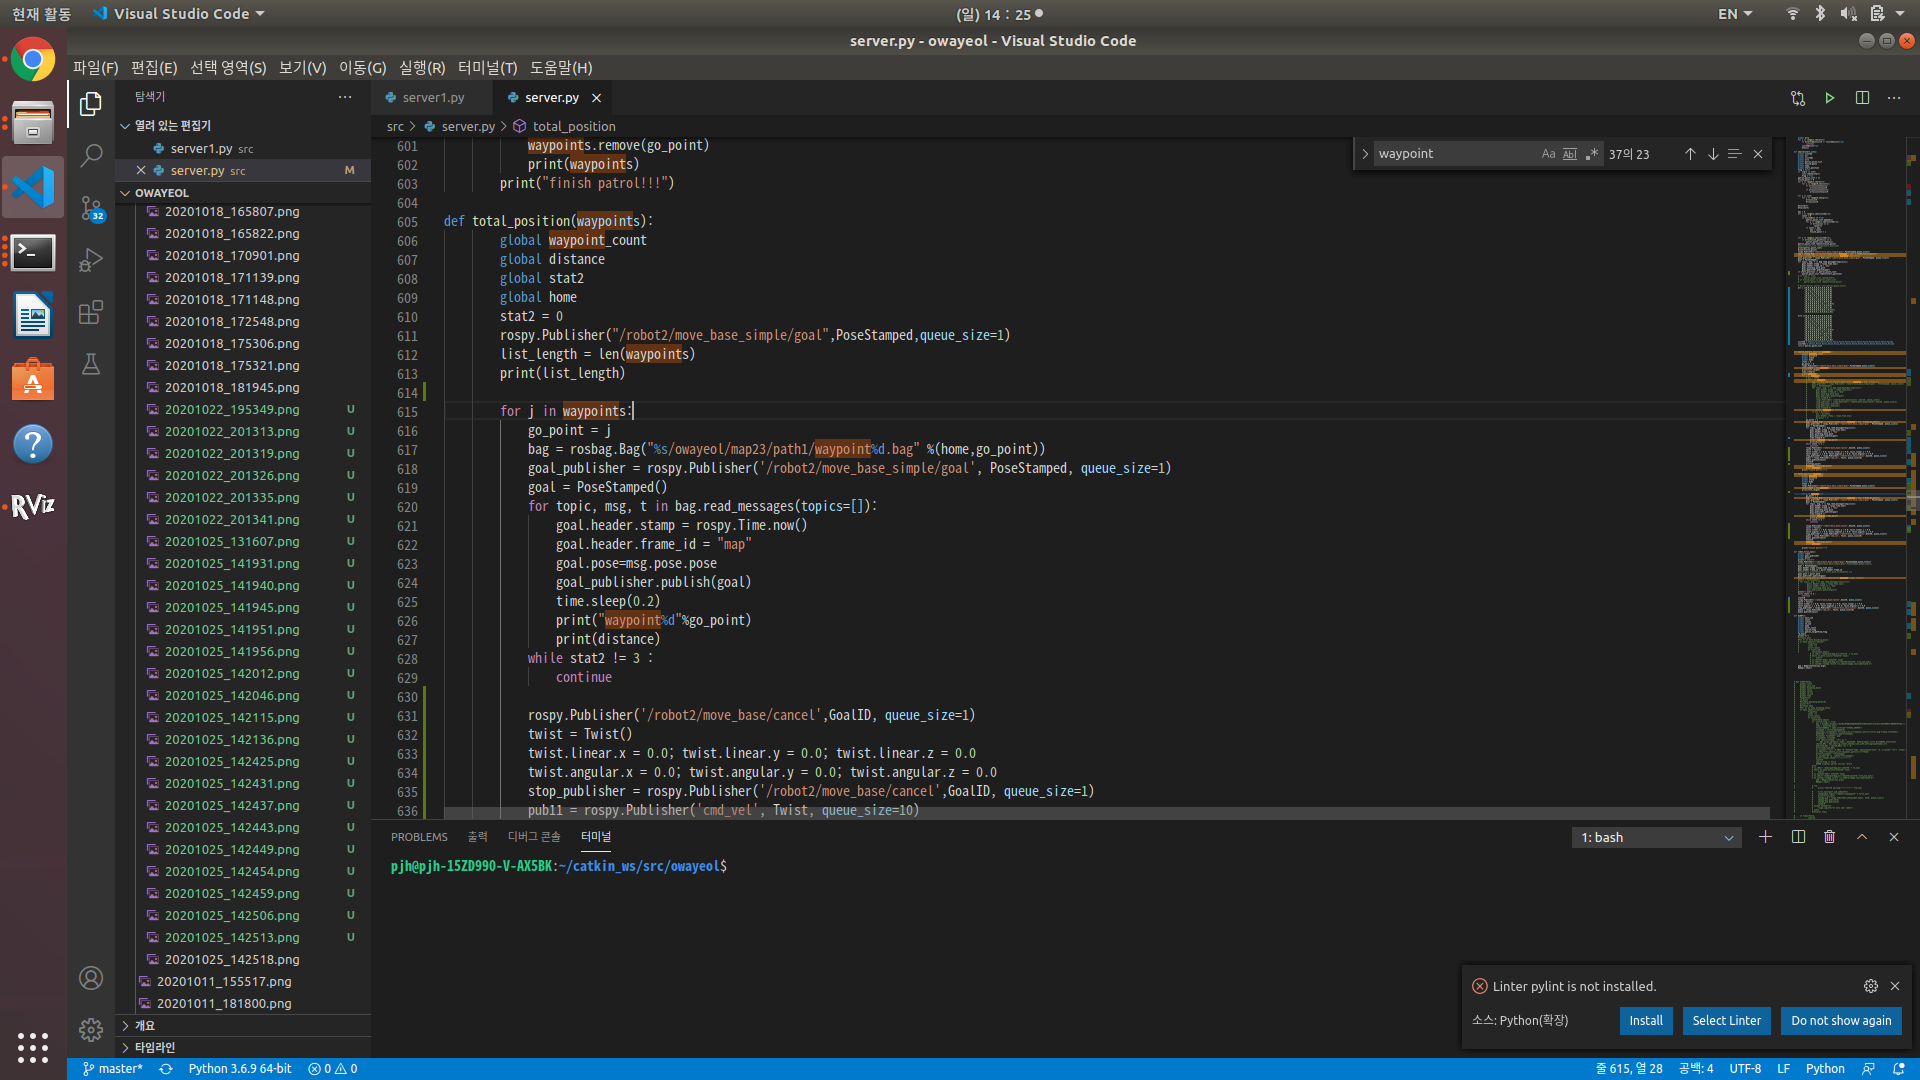 현재 활동
Visual Studio Code
(일) 14 : 25
EN
server.py - owayeol - Visual Studio Code
파일(F) 편집(E) 선택 영역(S) 보기(V) 이동(G) 실행(R) 터미널(T) 도움말(H)
탐색기
열려 있는 편집기
server1.py src
server.py src M
OWAYEOL
20201018_165807.png
20201018_165822.png
20201018_170901.png
20201018_171139.png
20201018_171148.png
20201018_172548.png
20201018_175306.png
20201018_175321.png
20201018_181945.png
20201022_195349.png U
20201022_201313.png U
20201022_201319.png U
20201022_201326.png U
20201022_201335.png U
20201022_201341.png U
20201025_131607.png U
20201025_141931.png U
20201025_141940.png U
20201025_141945.png U
20201025_141951.png U
20201025_141956.png U
20201025_142012.png U
20201025_142046.png U
20201025_142115.png U
20201025_142136.png U
20201025_142425.png U
20201025_142431.png U
20201025_142437.png U
20201025_142443.png U
20201025_142449.png U
20201025_142454.png U
20201025_142459.png U
20201025_142506.png U
20201025_142513.png U
20201025_142518.png
20201011_155517.png
20201011_181800.png
개요
타임라인
32
RViz
server1.py
server.py
src > server.py > total_position
waypoint Aa Abl .* 37의 23
601 waypoints.remove(go_point)
602 print(waypoints)
603 print("finish patrol!!!")
604
605 def total_position(waypoints):
606 global waypoint_count
607 global distance
608 global stat2
609 global home
610 stat2 = 0
611 rospy.Publisher("/robot2/move_base_simple/goal",PoseStamped,queue_size=1)
612 list_length = len(waypoints)
613 print(list_length)
614
615 for j in waypoints:
616 go_point = j
617 bag = rosbag.Bag("%s/owayeol/map23/path1/waypoint%d.bag" %(home,go_point))
618 goal_publisher = rospy.Publisher('/robot2/move_base_simple/goal', PoseStamped, queue_size=1)
619 goal = PoseStamped()
620 for topic, msg, t in bag.read_messages(topics=[]):
621 goal.header.stamp = rospy.Time.now()
622 goal.header.frame_id = "map"
623 goal.pose=msg.pose.pose
624 goal_publisher.publish(goal)
625 time.sleep(0.2)
626 print("waypoint%d"%go_point)
627 print(distance)
628 while stat2 != 3 :
629 continue
630
631 rospy.Publisher('/robot2/move_base/cancel',GoalID, queue_size=1)
632 twist = Twist()
633 twist.linear.x = 0.0; twist.linear.y = 0.0; twist.linear.z = 0.0
634 twist.angular.x = 0.0; twist.angular.y = 0.0; twist.angular.z = 0.0
635 stop_publisher = rospy.Publisher('/robot2/move_base/cancel',GoalID, queue_size=1)
636 pub11 = rospy.Publisher('cmd_vel', Twist, queue_size=10)
PROBLEMS 출력 디버그 콘솔 터미널
1: bash
pjh@pjh-15ZD990-V-AX5BK:~/catkin_ws/src/owayeol$
Linter pylint is not installed.
소스: Python(확장)
Install
Select Linter
Do not show again
master* Python 3.6.9 64-bit 0 0
줄 615, 열 28 공백: 4 UTF-8 LF Python